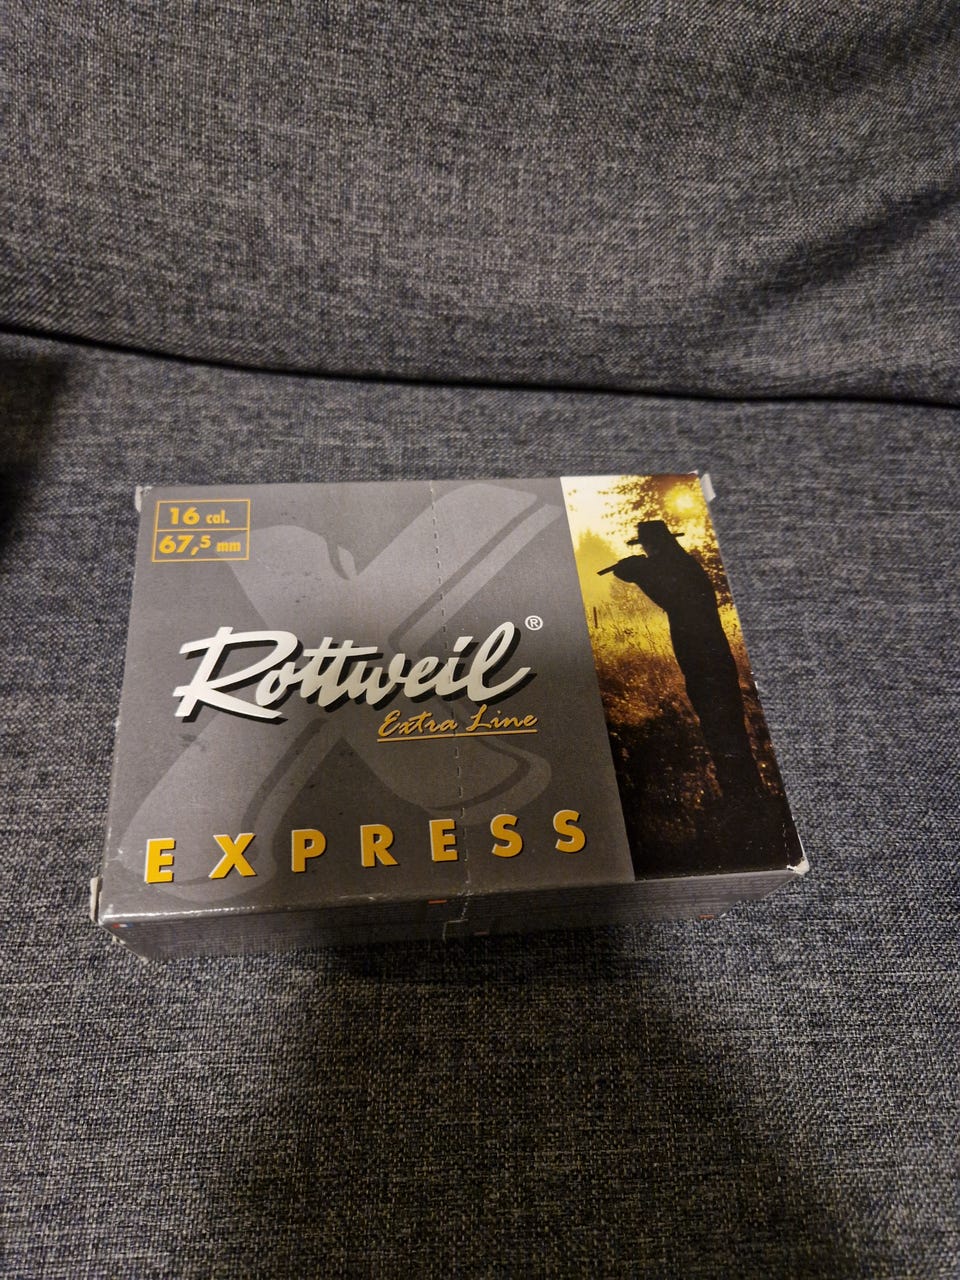 16 cal.
67,5 mm
Rottweil®
Extra Line
EXPRESS